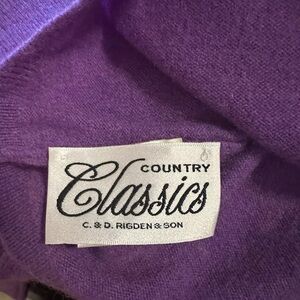 COUNTRY
Classics
C. & D. RIGDEN & SON